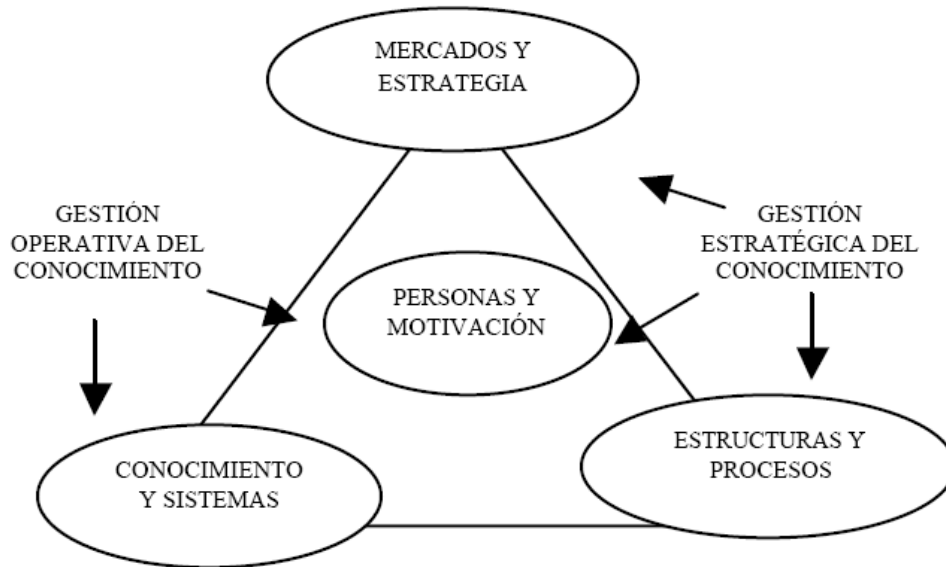 MERCADOS Y
ESTRATEGIA
GESTIÓN
OPERATIVA DEL
CONOCIMIENTO
GESTIÓN
ESTRATÉGICA DEL
CONOCIMIENTO
PERSONAS Y
MOTIVACIÓN
CONOCIMIENTO
Y SISTEMAS
ESTRUCTURAS Y
PROCESOS